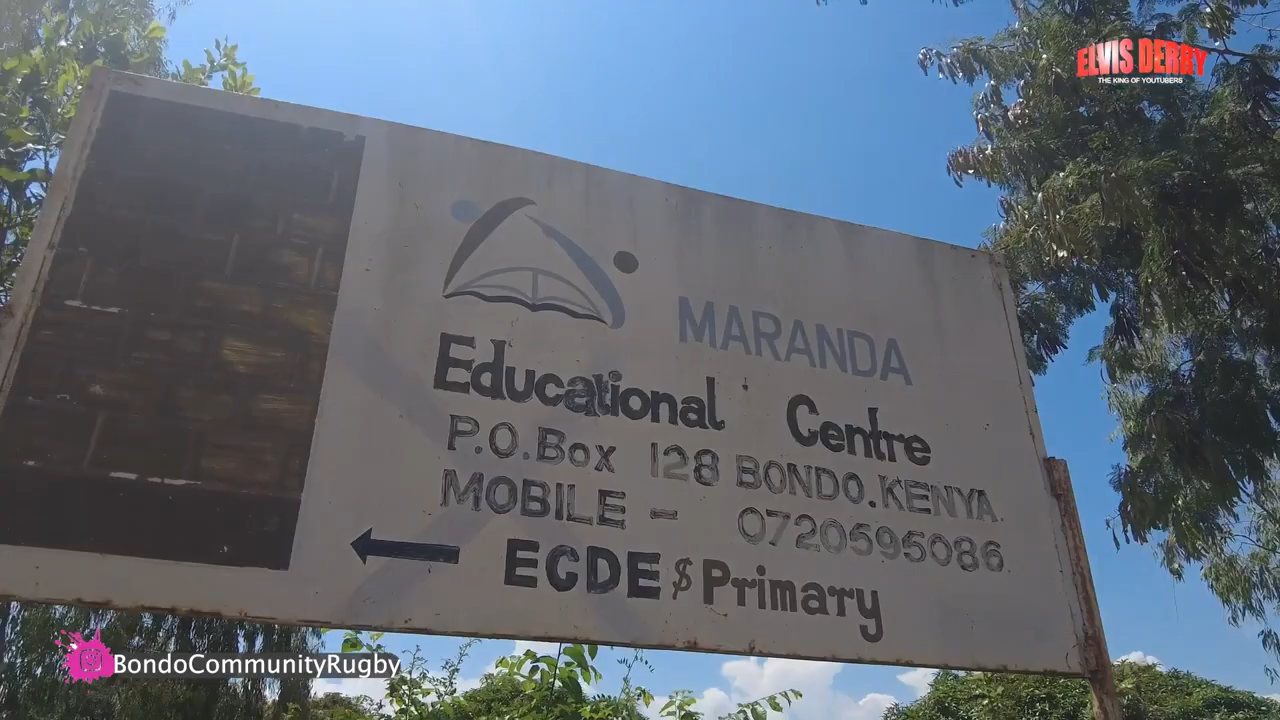 ELVIS DERRY
THE KING OF YOUTUBERS
MARANDA
Educational Centre
P.O.Box 128 BONDO.KENYA.
MOBILE - 0720595086.
ECDE $ Primary
BondoCommunityRugby